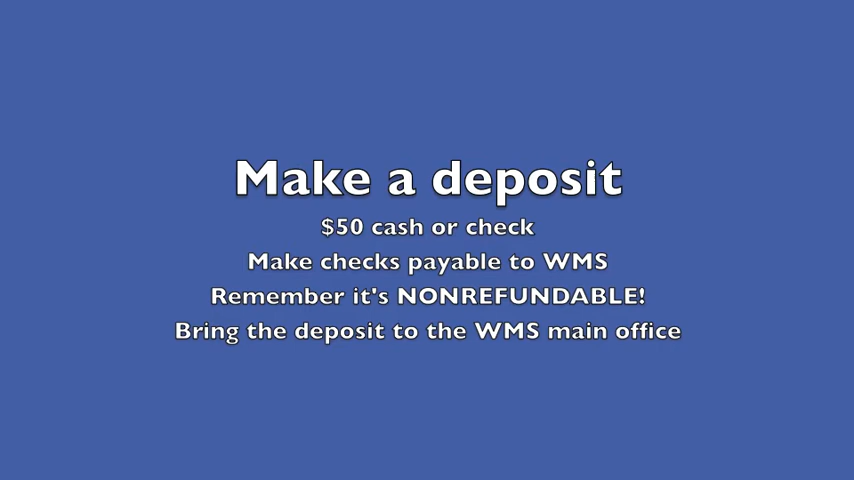 Make a deposit
$50 cash or check
Make checks payable to WMS
Remember it's NONREFUNDABLE!
Bring the deposit to the WMS main office